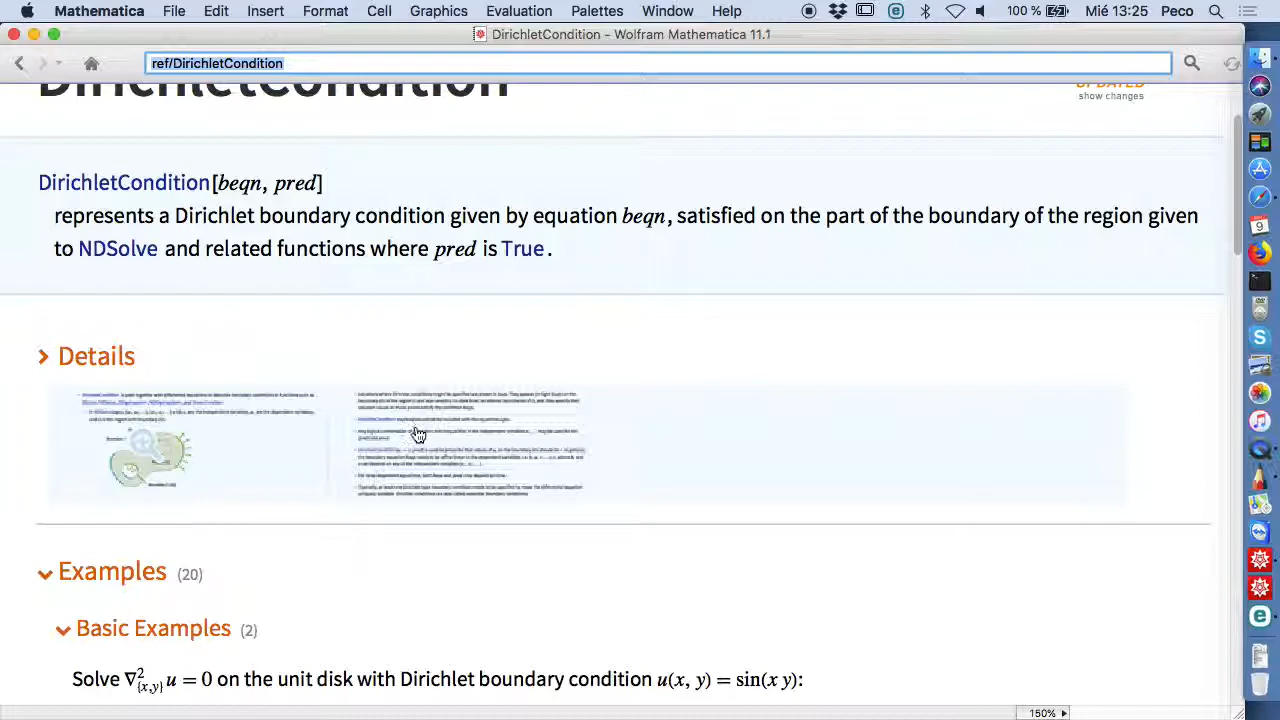 Mathematica File Edit Insert Format Cell Graphics Evaluation Palettes Window Help 100 % Mié 13:25 Peco
DirichletCondition – Wolfram Mathematica 11.1
ref/DirichletCondition
DirichletCondition
UPDATED
show changes
DirichletCondition[beqn, pred]
represents a Dirichlet boundary condition given by equation beqn, satisfied on the part of the boundary of the region given
to NDSolve and related functions where pred is True .
Details
Examples (20)
Basic Examples (2)
Solve ∇²{x,y} u = 0 on the unit disk with Dirichlet boundary condition u(x, y) = sin(x y):
150%
9